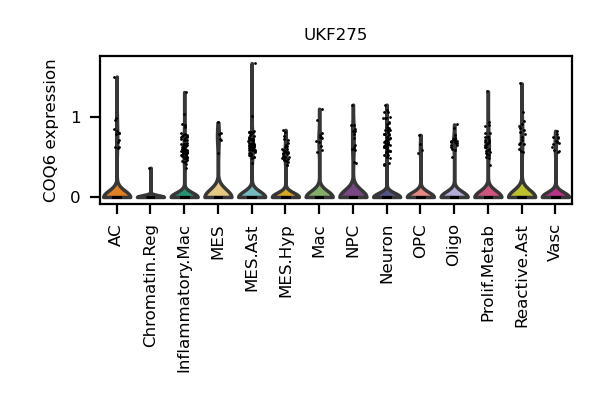 UKF275
COQ6 expression
1
0
AC
Chromatin.Reg
Inflammatory.Mac
MES
MES.Ast
MES.Hyp
Mac
NPC
Neuron
OPC
Oligo
Prolif.Metab
Reactive.Ast
Vasc